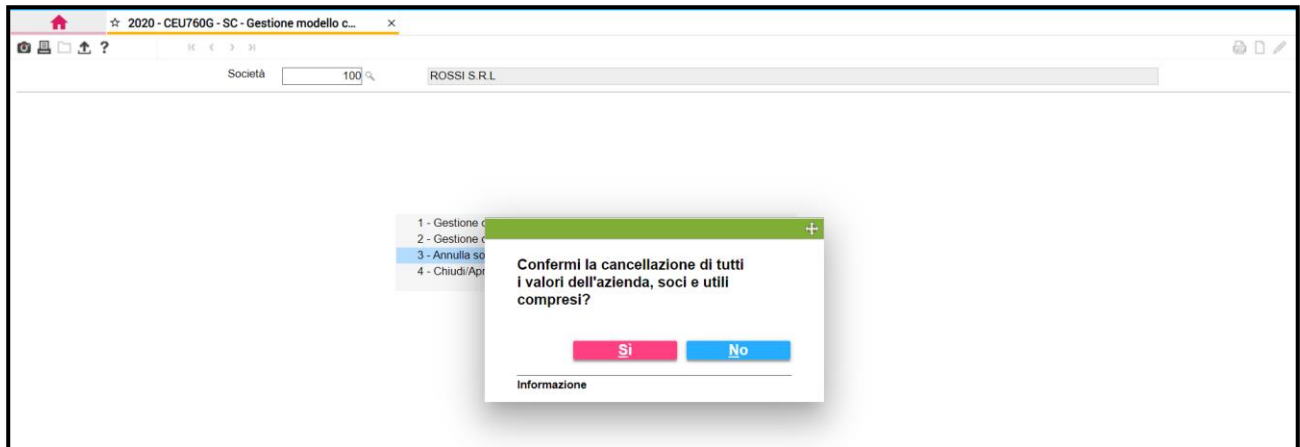 2020 - CEU760G - SC - Gestione modello c...
?
Società 100 ROSSI S.R.L
1 - Gestione
2 - Gestione
3 - Annulla
4 - Chiudi/Apr
Confermi la cancellazione di tutti
i valori dell'azienda, soci e utili
compresi?
Sì No
Informazione